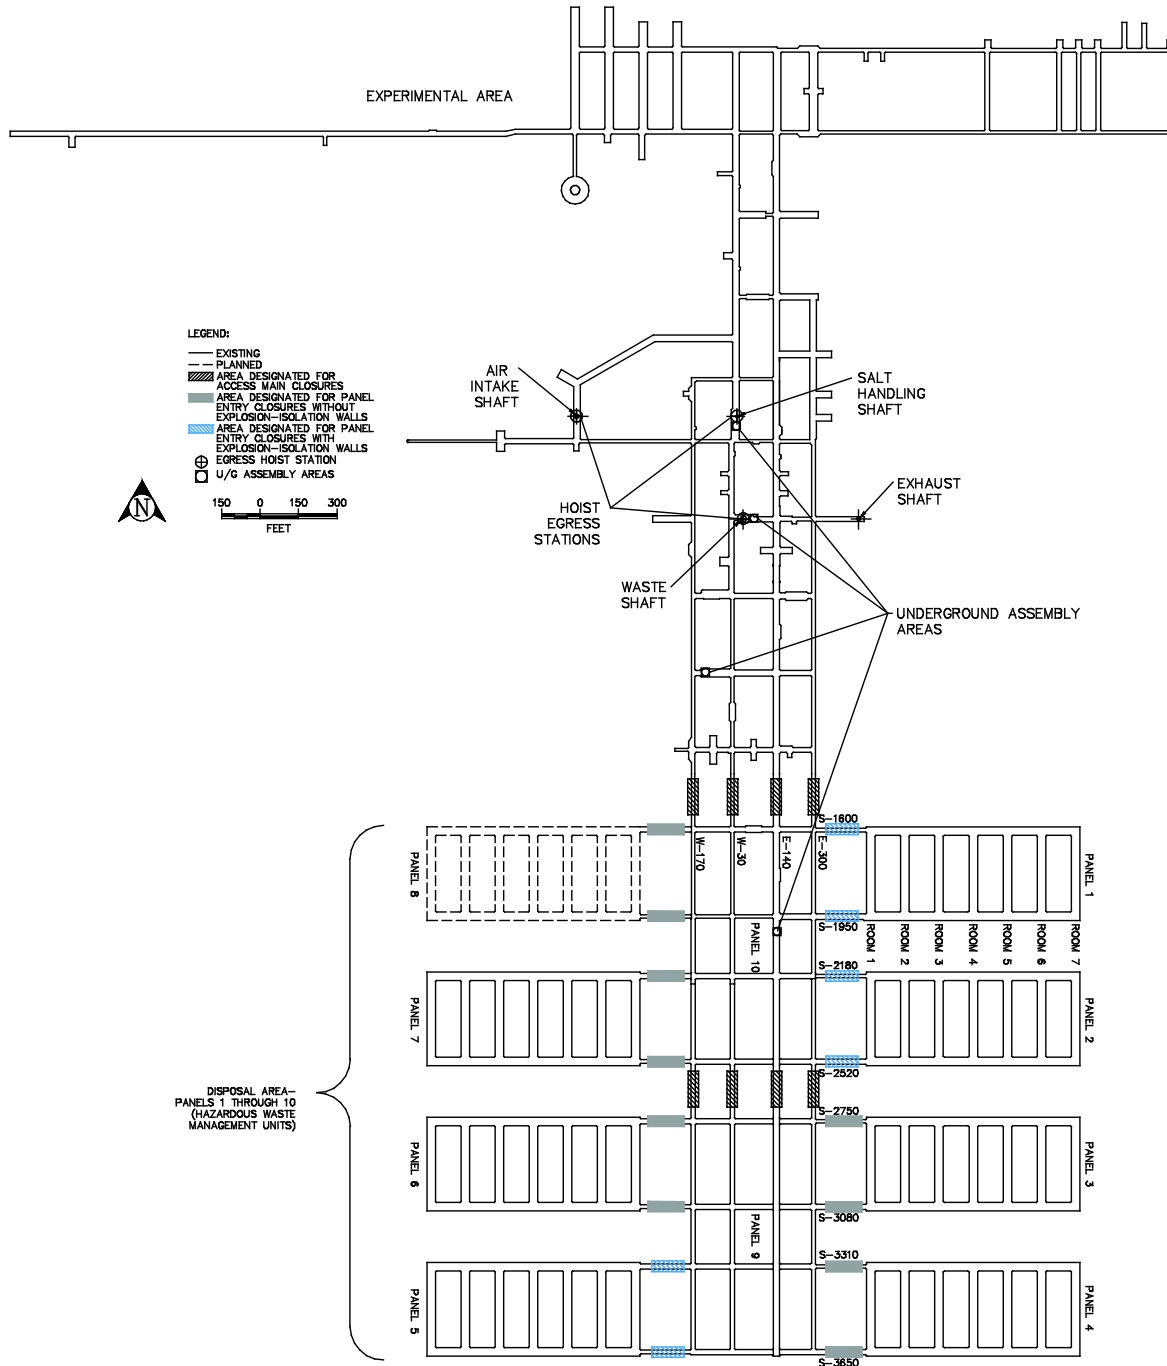 EXPERIMENTAL AREA
LEGEND:
EXISTING
PLANNED
AREA DESIGNATED FOR
ACCESS MAIN CLOSURES
AREA DESIGNATED FOR PANEL
ENTRY CLOSURES WITHOUT
EXPLOSION-ISOLATION WALLS
AREA DESIGNATED FOR PANEL
ENTRY CLOSURES WITH
EXPLOSION-ISOLATION WALLS
EGRESS HOIST STATION
U/G ASSEMBLY AREAS
N
150 0 150 300
FEET
AIR
INTAKE
SHAFT
SALT
HANDLING
SHAFT
HOIST
EGRESS
STATIONS
EXHAUST
SHAFT
WASTE
SHAFT
UNDERGROUND ASSEMBLY
AREAS
S-1600
W-170
W-30
E-140
E-300
PANEL 8
PANEL 1
S-1950
PANEL 10
ROOM 1
ROOM 2
ROOM 3
ROOM 4
ROOM 5
ROOM 6
ROOM 7
S-2180
PANEL 7
PANEL 2
S-2520
DISPOSAL AREA-
PANELS 1 THROUGH 10
(HAZARDOUS WASTE
MANAGEMENT UNITS)
S-2750
PANEL 6
PANEL 3
S-3080
PANEL 9
S-3310
PANEL 5
PANEL 4
S-3650